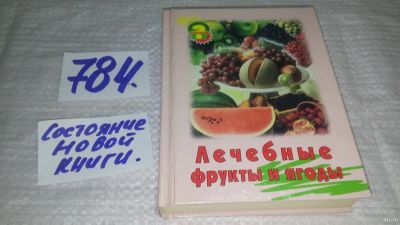 784.
Состояние
новой
книги.
Лечебные
фрукты и ягоды